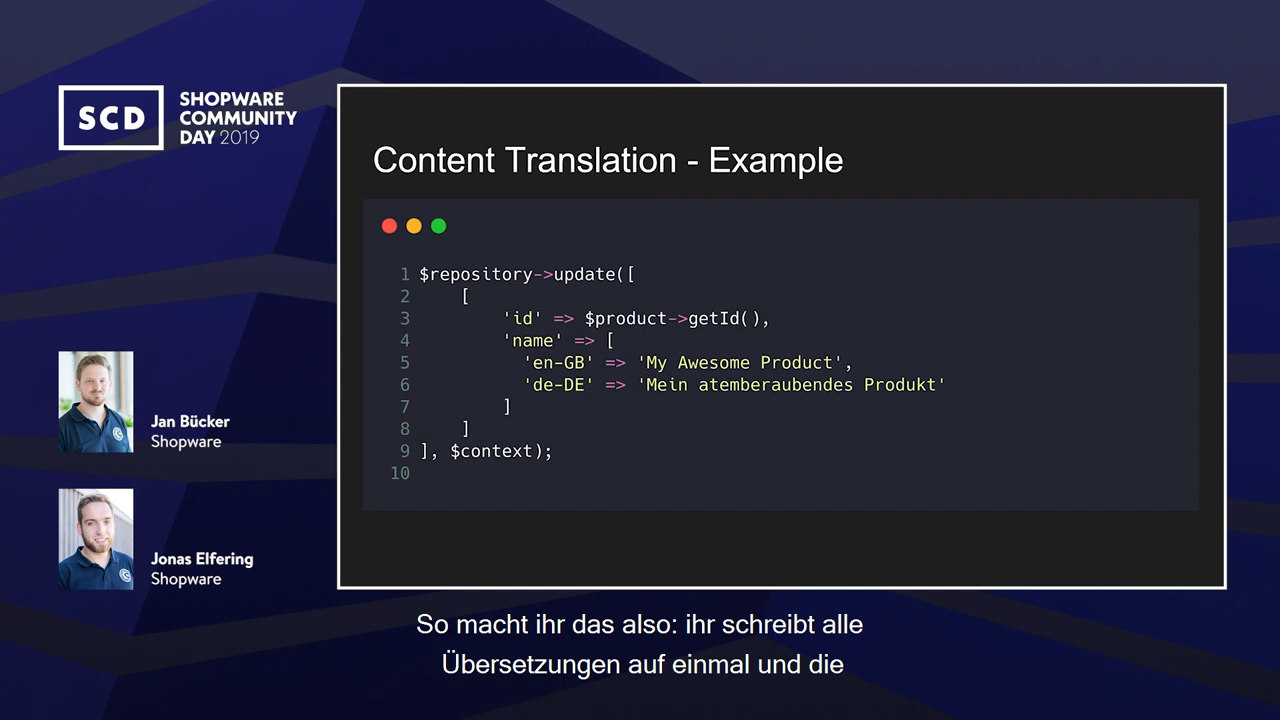 SCD
SHOPWARE
COMMUNITY
DAY 2019
Content Translation - Example
1 $repository->update([
2 [
3 'id' => $product->getId(),
4 'name' => [
5 'en-GB' => 'My Awesome Product',
6 'de-DE' => 'Mein atemberaubendes Produkt'
7 ]
8 ]
9 ], $context);
10
Jan Bücker
Shopware
Jonas Elfering
Shopware
So macht ihr das also: ihr schreibt alle
Übersetzungen auf einmal und die